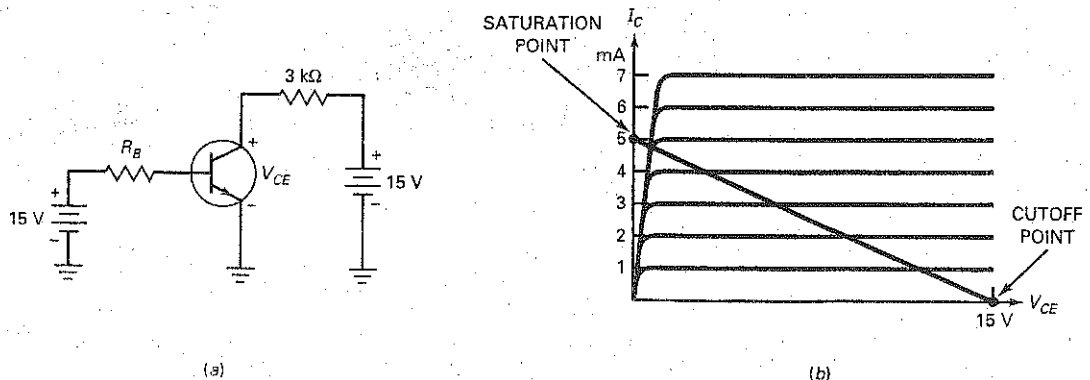 3 kΩ
R_B
+
V_CE
+
+
15 V
15 V
-
-
-
(a)
SATURATION
POINT
I_C
mA
7
6
5
4
3
2
1
CUTOFF
POINT
V_CE
15 V
(b)